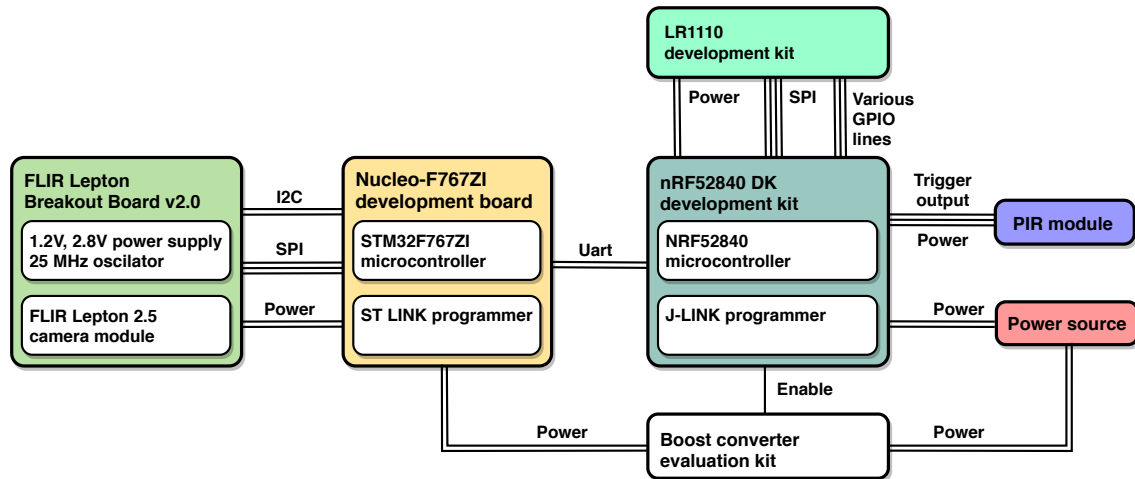 LR1110
development kit
Power
SPI
Various
GPIO
lines
FLIR Lepton
Breakout Board v2.0
1.2V, 2.8V power supply
25 MHz oscilator
FLIR Lepton 2.5
camera module
I2C
SPI
Power
Nucleo-F767ZI
development board
STM32F767ZI
microcontroller
ST LINK programmer
Uart
nRF52840 DK
development kit
NRF52840
microcontroller
J-LINK programmer
Trigger
output
Power
PIR module
Power
Power source
Enable
Power
Boost converter
evaluation kit
Power